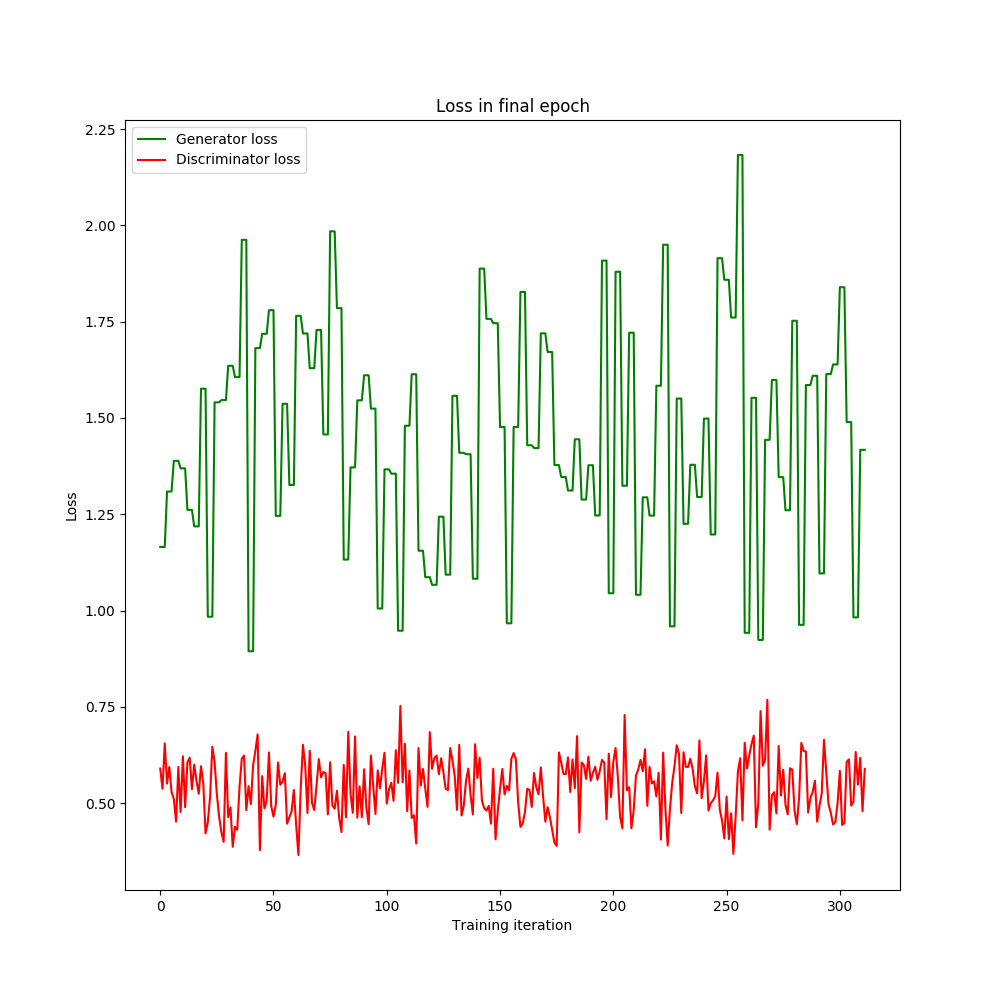 Loss in final epoch
Generator loss
Discriminator loss
2.25
2.00
1.75
1.50
1.25
1.00
0.75
0.50
Loss
0 50 100 150 200 250 300
Training iteration